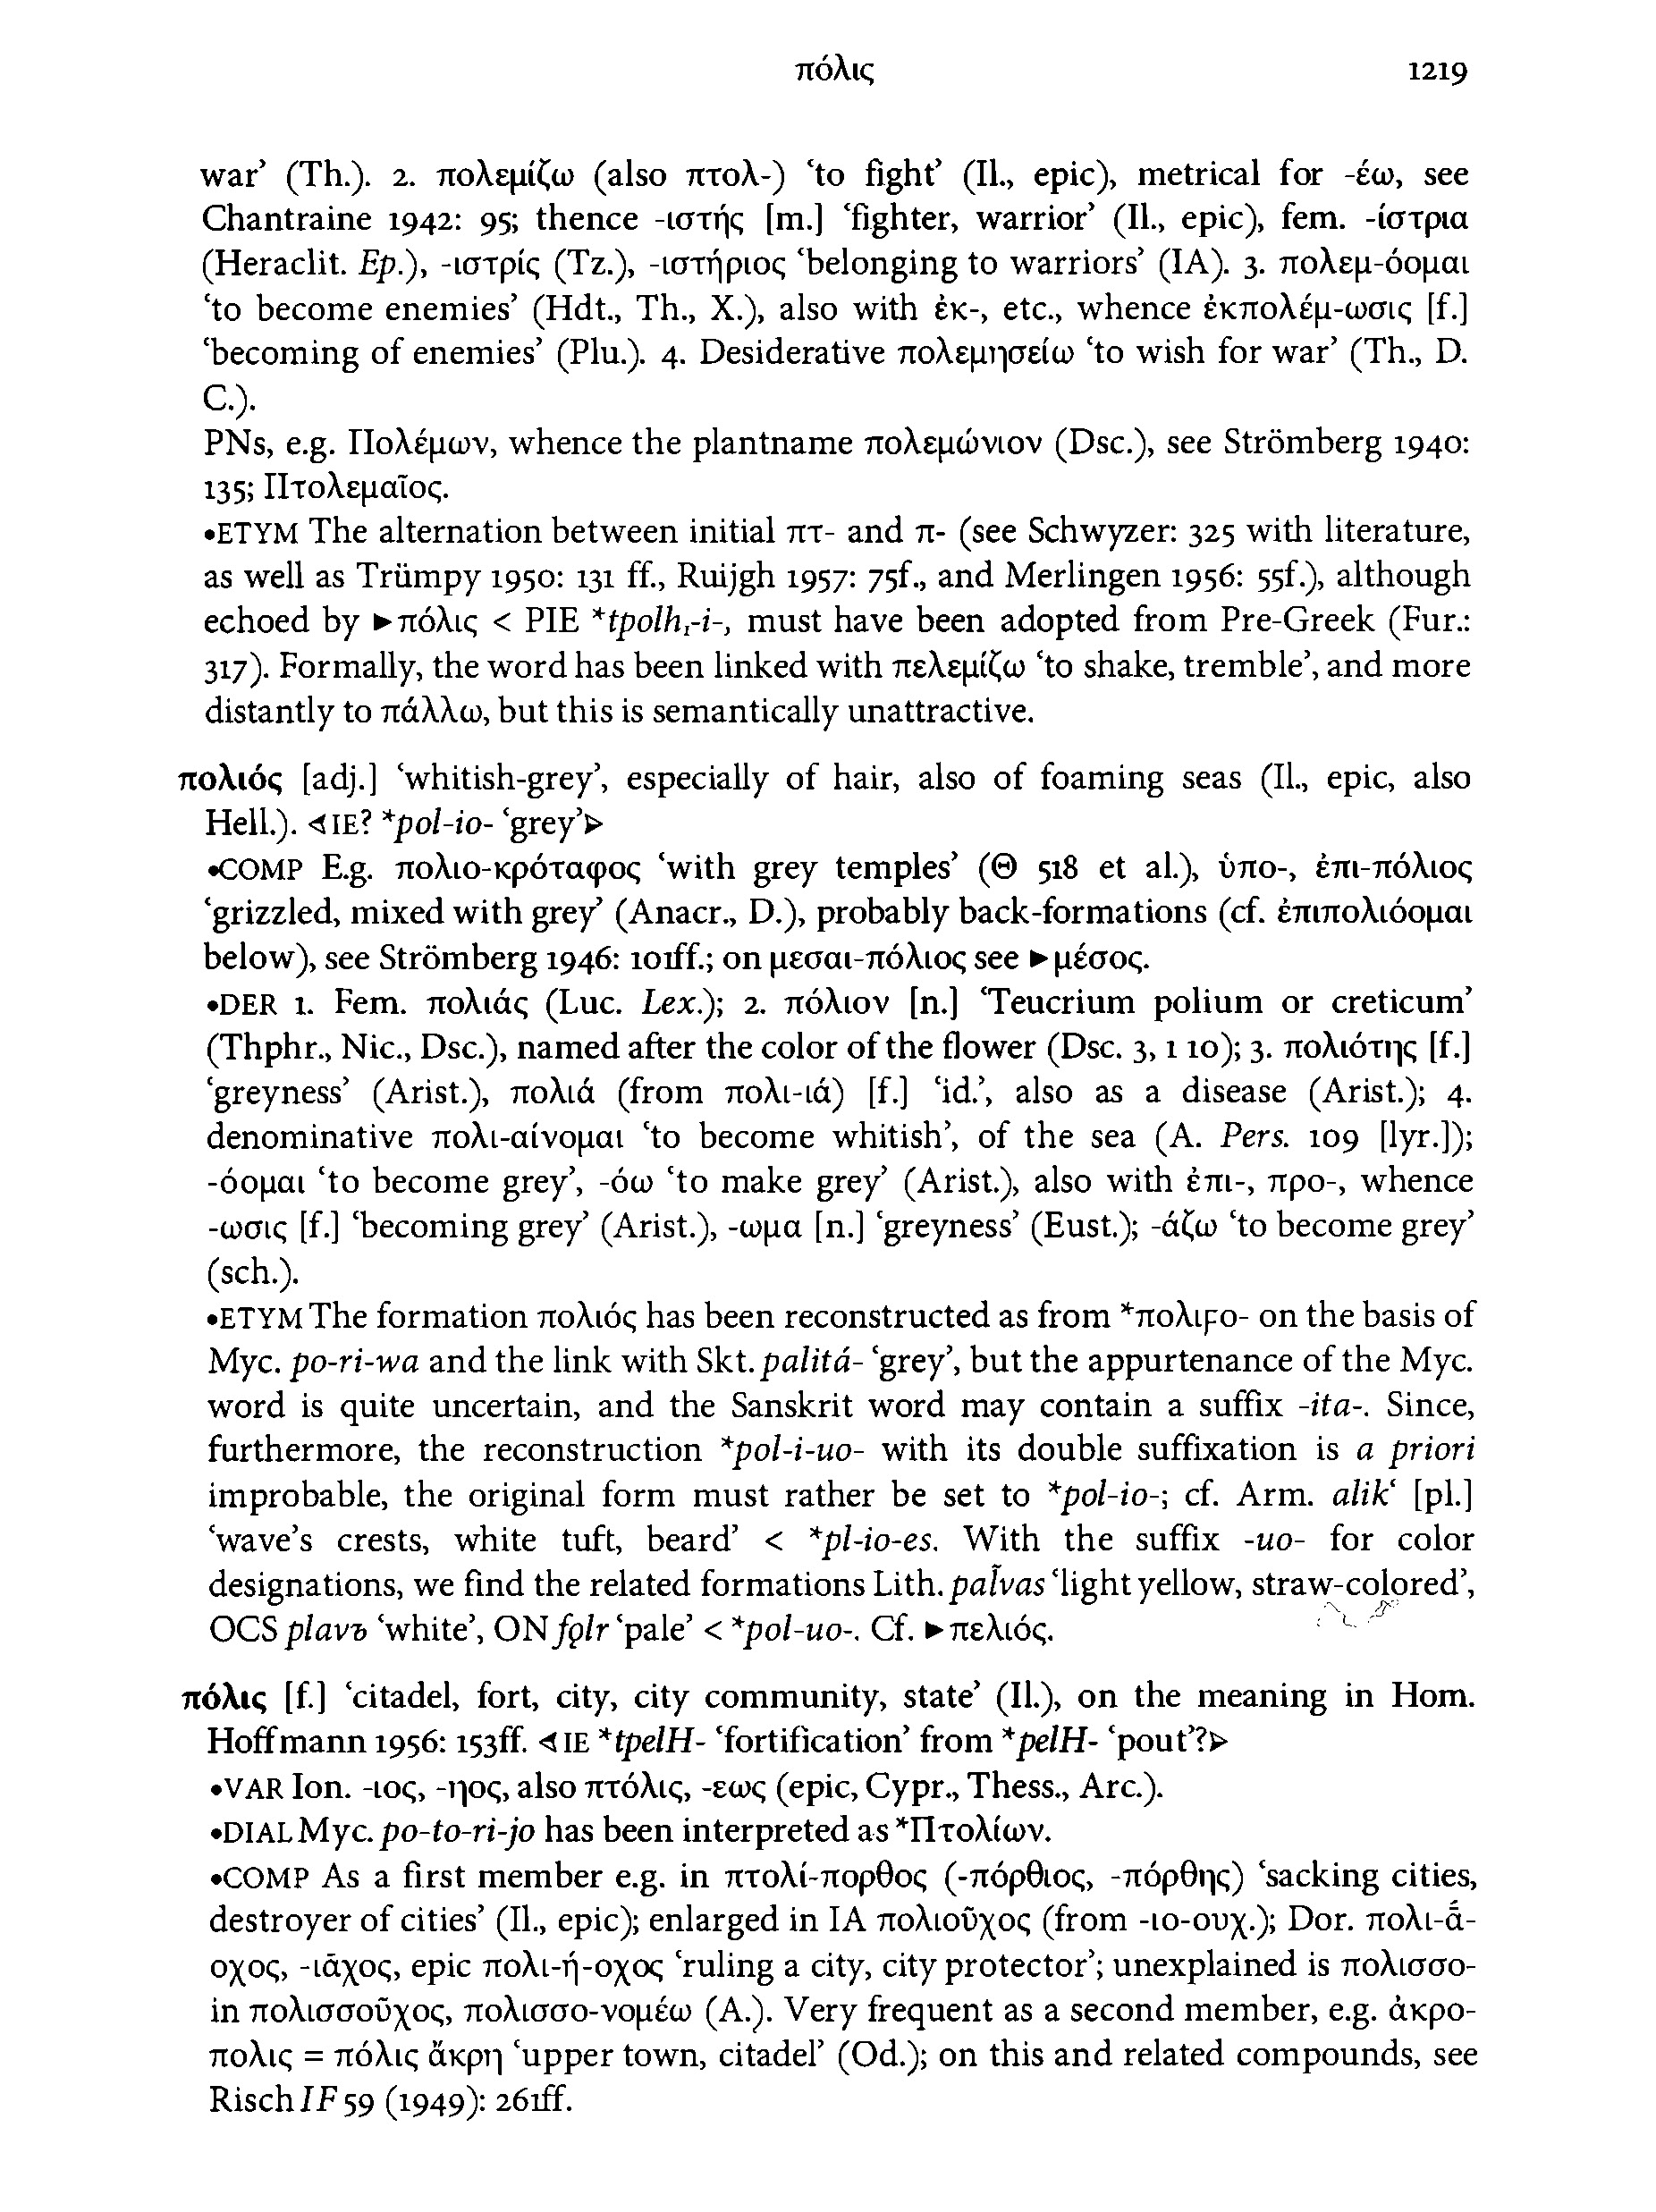 πόλις 1219
war’ (Th.). 2. πολεμίζω (also πτολ-) ‘to fight’ (Il., epic), metrical for -έω, see
Chantraine 1942: 95; thence -ιστής [m.] ‘fighter, warrior’ (Il., epic), fem. -ίστρια
(Heraclit. Ep.), -ιστρίς (Tz.), -ιστήριος ‘belonging to warriors’ (IA). 3. πολεμ-όομαι
‘to become enemies’ (Hdt., Th., X.), also with ἐκ-, etc., whence ἐκπολέμ-ωσις [f.]
‘becoming of enemies’ (Plu.). 4. Desiderative πολεμησείω ‘to wish for war’ (Th., D.
C.).
PNs, e.g. Πολέμων, whence the plantname πολεμώνιον (Dsc.), see Strömberg 1940:
135; Πτολεμαῖος.
•ETYM The alternation between initial πτ- and π- (see Schwyzer: 325 with literature,
as well as Trümpy 1950: 131 ff., Ruijgh 1957: 75f., and Merlingen 1956: 55f.), although
echoed by ►πόλις < PIE *tpolh₁-i-, must have been adopted from Pre-Greek (Fur.:
317). Formally, the word has been linked with πελεμίζω ‘to shake, tremble’, and more
distantly to πάλλω, but this is semantically unattractive.
πολιός [adj.] ‘whitish-grey’, especially of hair, also of foaming seas (Il., epic, also
Hell.). ⊲IE? *pol-io- ‘grey’⊳
•COMP E.g. πολιο-κρόταφος ‘with grey temples’ (Θ 518 et al.), ὑπο-, ἐπι-πόλιος
‘grizzled, mixed with grey’ (Anacr., D.), probably back-formations (cf. ἐπιπολιόομαι
below), see Strömberg 1946: 101ff.; on μεσαι-πόλιος see ►μέσος.
•DER 1. Fem. πολιάς (Luc. Lex.); 2. πόλιον [n.] ‘Teucrium polium or creticum’
(Thphr., Nic., Dsc.), named after the color of the flower (Dsc. 3, 1 10); 3. πολιότης [f.]
‘greyness’ (Arist.), πολιά (from πολι-ιά) [f.] ‘id.’, also as a disease (Arist.); 4.
denominative πολι-αίνομαι ‘to become whitish’, of the sea (A. Pers. 109 [lyr.]);
-όομαι ‘to become grey’, -όω ‘to make grey’ (Arist.), also with ἐπι-, προ-, whence
-ωσις [f.] ‘becoming grey’ (Arist.), -ωμα [n.] ‘greyness’ (Eust.); -άζω ‘to become grey’
(sch.).
•ETYM The formation πολιός has been reconstructed as from *πολιϝο- on the basis of
Myc. po-ri-wa and the link with Skt. palitá- ‘grey’, but the appurtenance of the Myc.
word is quite uncertain, and the Sanskrit word may contain a suffix -ita-. Since,
furthermore, the reconstruction *pol-i-uo- with its double suffixation is a priori
improbable, the original form must rather be set to *pol-io-; cf. Arm. alik‘ [pl.]
‘wave’s crests, white tuft, beard’ < *pl-io-es. With the suffix -uo- for color
designations, we find the related formations Lith. pal̃vas ‘light yellow, straw-colored’,
OCS plavъ ‘white’, ON fǫlr ‘pale’ < *pol-uo-. Cf. ►πελιός.
πόλις [f.] ‘citadel, fort, city, city community, state’ (Il.), on the meaning in Hom.
Hoffmann 1956: 153ff. ⊲IE *tpelH- ‘fortification’ from *pelH- ‘pout’?⊳
•VAR Ion. -ιος, -ηος, also πτόλις, -εως (epic, Cypr., Thess., Arc.).
•DIAL Myc. po-to-ri-jo has been interpreted as *Πτολίων.
•COMP As a first member e.g. in πτολί-πορθος (-πόρθιος, -πόρθης) ‘sacking cities,
destroyer of cities’ (Il., epic); enlarged in IA πολιοῦχος (from -ιο-ουχ.); Dor. πολι-ά̄-
οχος, -ιᾶχος, epic πολι-ή-οχος ‘ruling a city, city protector’; unexplained is πολισσο-
in πολισσοῦχος, πολισσο-νομέω (A.). Very frequent as a second member, e.g. ἀκρό-
πολις = πόλις ἄκρη ‘upper town, citadel’ (Od.); on this and related compounds, see
Risch IF 59 (1949): 261ff.